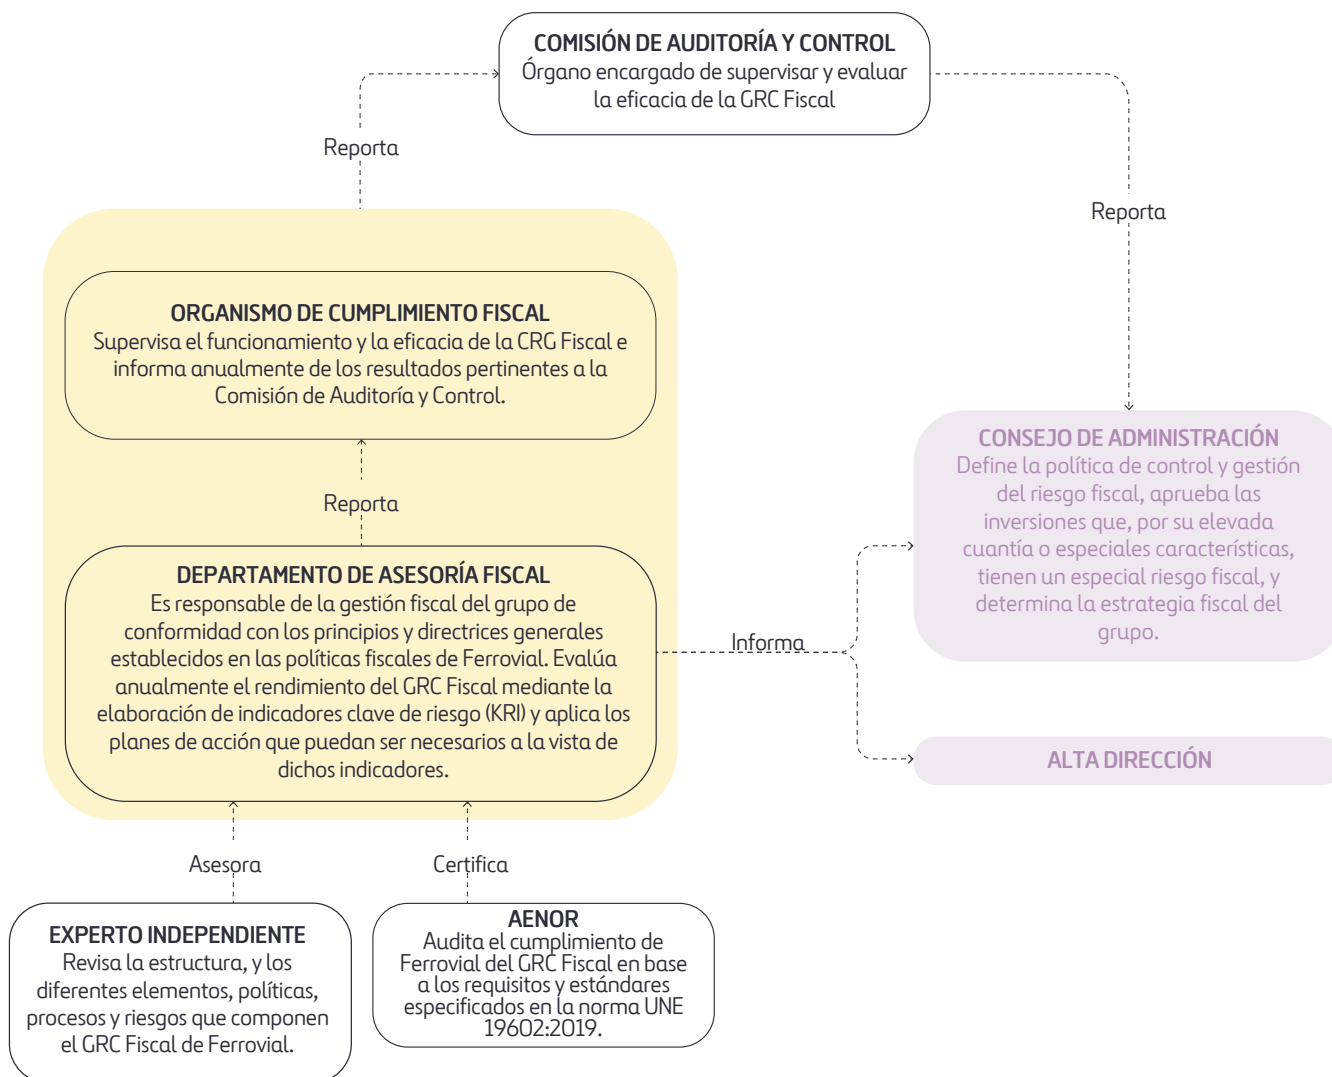 COMISIÓN DE AUDITORÍA Y CONTROL
Órgano encargado de supervisar y evaluar
la eficacia de la GRC Fiscal
Reporta
Reporta
ORGANISMO DE CUMPLIMIENTO FISCAL
Supervisa el funcionamiento y la eficacia de la CRG Fiscal e
informa anualmente de los resultados pertinentes a la
Comisión de Auditoría y Control.
Reporta
DEPARTAMENTO DE ASESORÍA FISCAL
Es responsable de la gestión fiscal del grupo de
conformidad con los principios y directrices generales
establecidos en las políticas fiscales de Ferrovial. Evalúa
anualmente el rendimiento del GRC Fiscal mediante la
elaboración de indicadores clave de riesgo (KRI) y aplica los
planes de acción que puedan ser necesarios a la vista de
dichos indicadores.
Informa
CONSEJO DE ADMINISTRACIÓN
Define la política de control y gestión
del riesgo fiscal, aprueba las
inversiones que, por su elevada
cuantía o especiales características,
tienen un especial riesgo fiscal, y
determina la estrategia fiscal del
grupo.
ALTA DIRECCIÓN
Asesora
Certifica
EXPERTO INDEPENDIENTE
Revisa la estructura, y los
diferentes elementos, políticas,
procesos y riesgos que componen
el GRC Fiscal de Ferrovial.
AENOR
Audita el cumplimiento de
Ferrovial del GRC Fiscal en base
a los requisitos y estándares
especificados en la norma UNE
19602:2019.